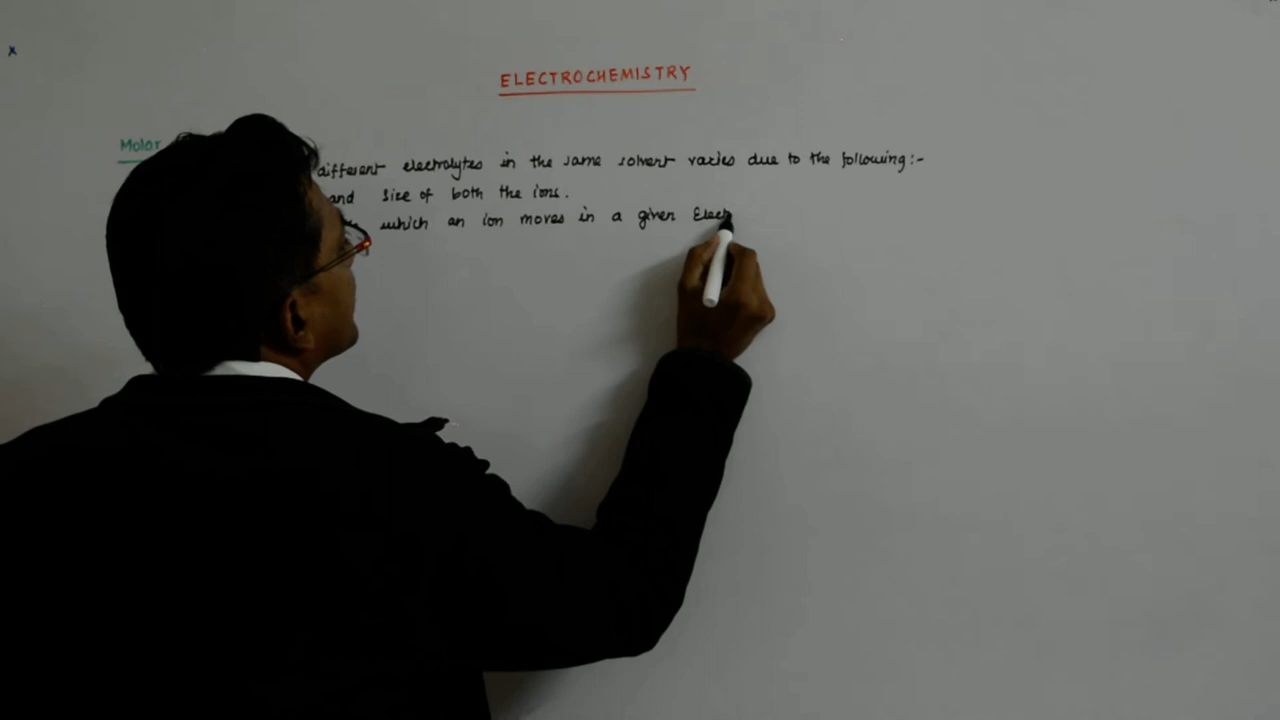 ELECTROCHEMISTRY
Molar
different electrolytes in the same solvent varies due to the following:-
and size of both the ions.
which an ion moves in a given Elect